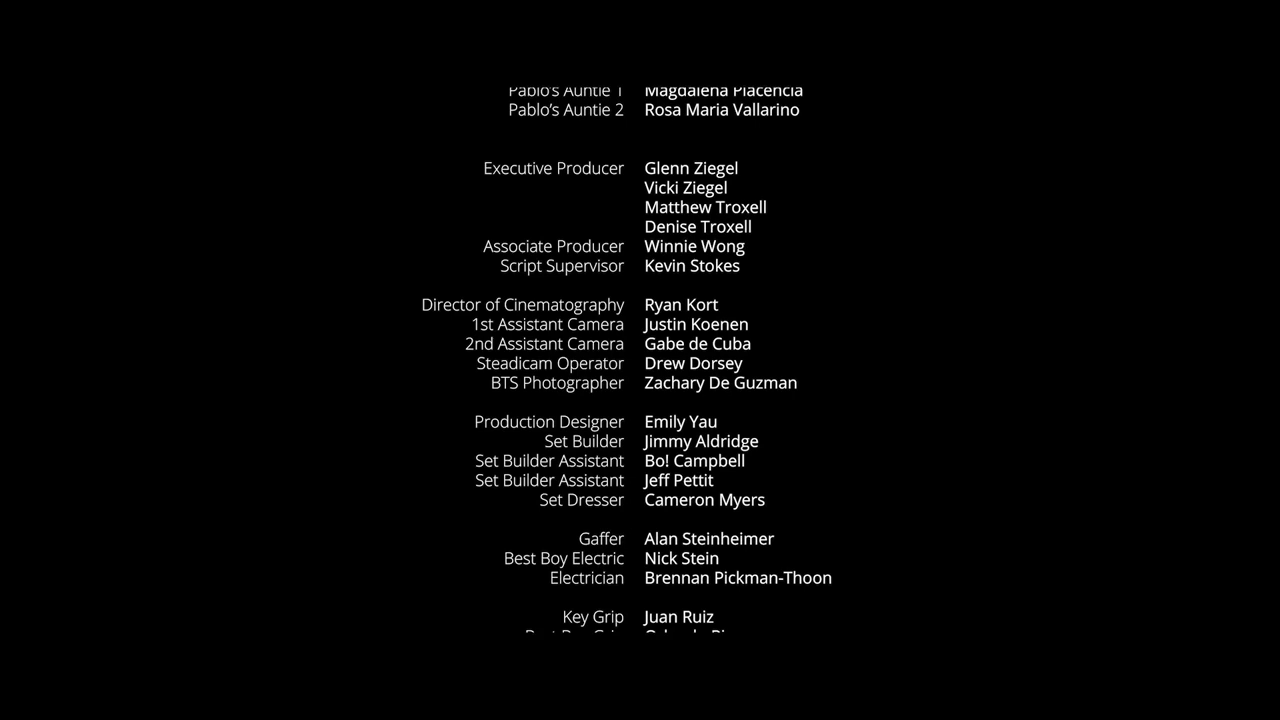 Pablo's Auntie 1 Magdalena Placencia
Pablo's Auntie 2 Rosa Maria Vallarino
Executive Producer Glenn Ziegel
Vicki Ziegel
Matthew Troxell
Denise Troxell
Associate Producer Winnie Wong
Script Supervisor Kevin Stokes
Director of Cinematography Ryan Kort
1st Assistant Camera Justin Koenen
2nd Assistant Camera Gabe de Cuba
Steadicam Operator Drew Dorsey
BTS Photographer Zachary De Guzman
Production Designer Emily Yau
Set Builder Jimmy Aldridge
Set Builder Assistant Bo! Campbell
Set Builder Assistant Jeff Pettit
Set Dresser Cameron Myers
Gaffer Alan Steinheimer
Best Boy Electric Nick Stein
Electrician Brennan Pickman-Thoon
Key Grip Juan Ruiz